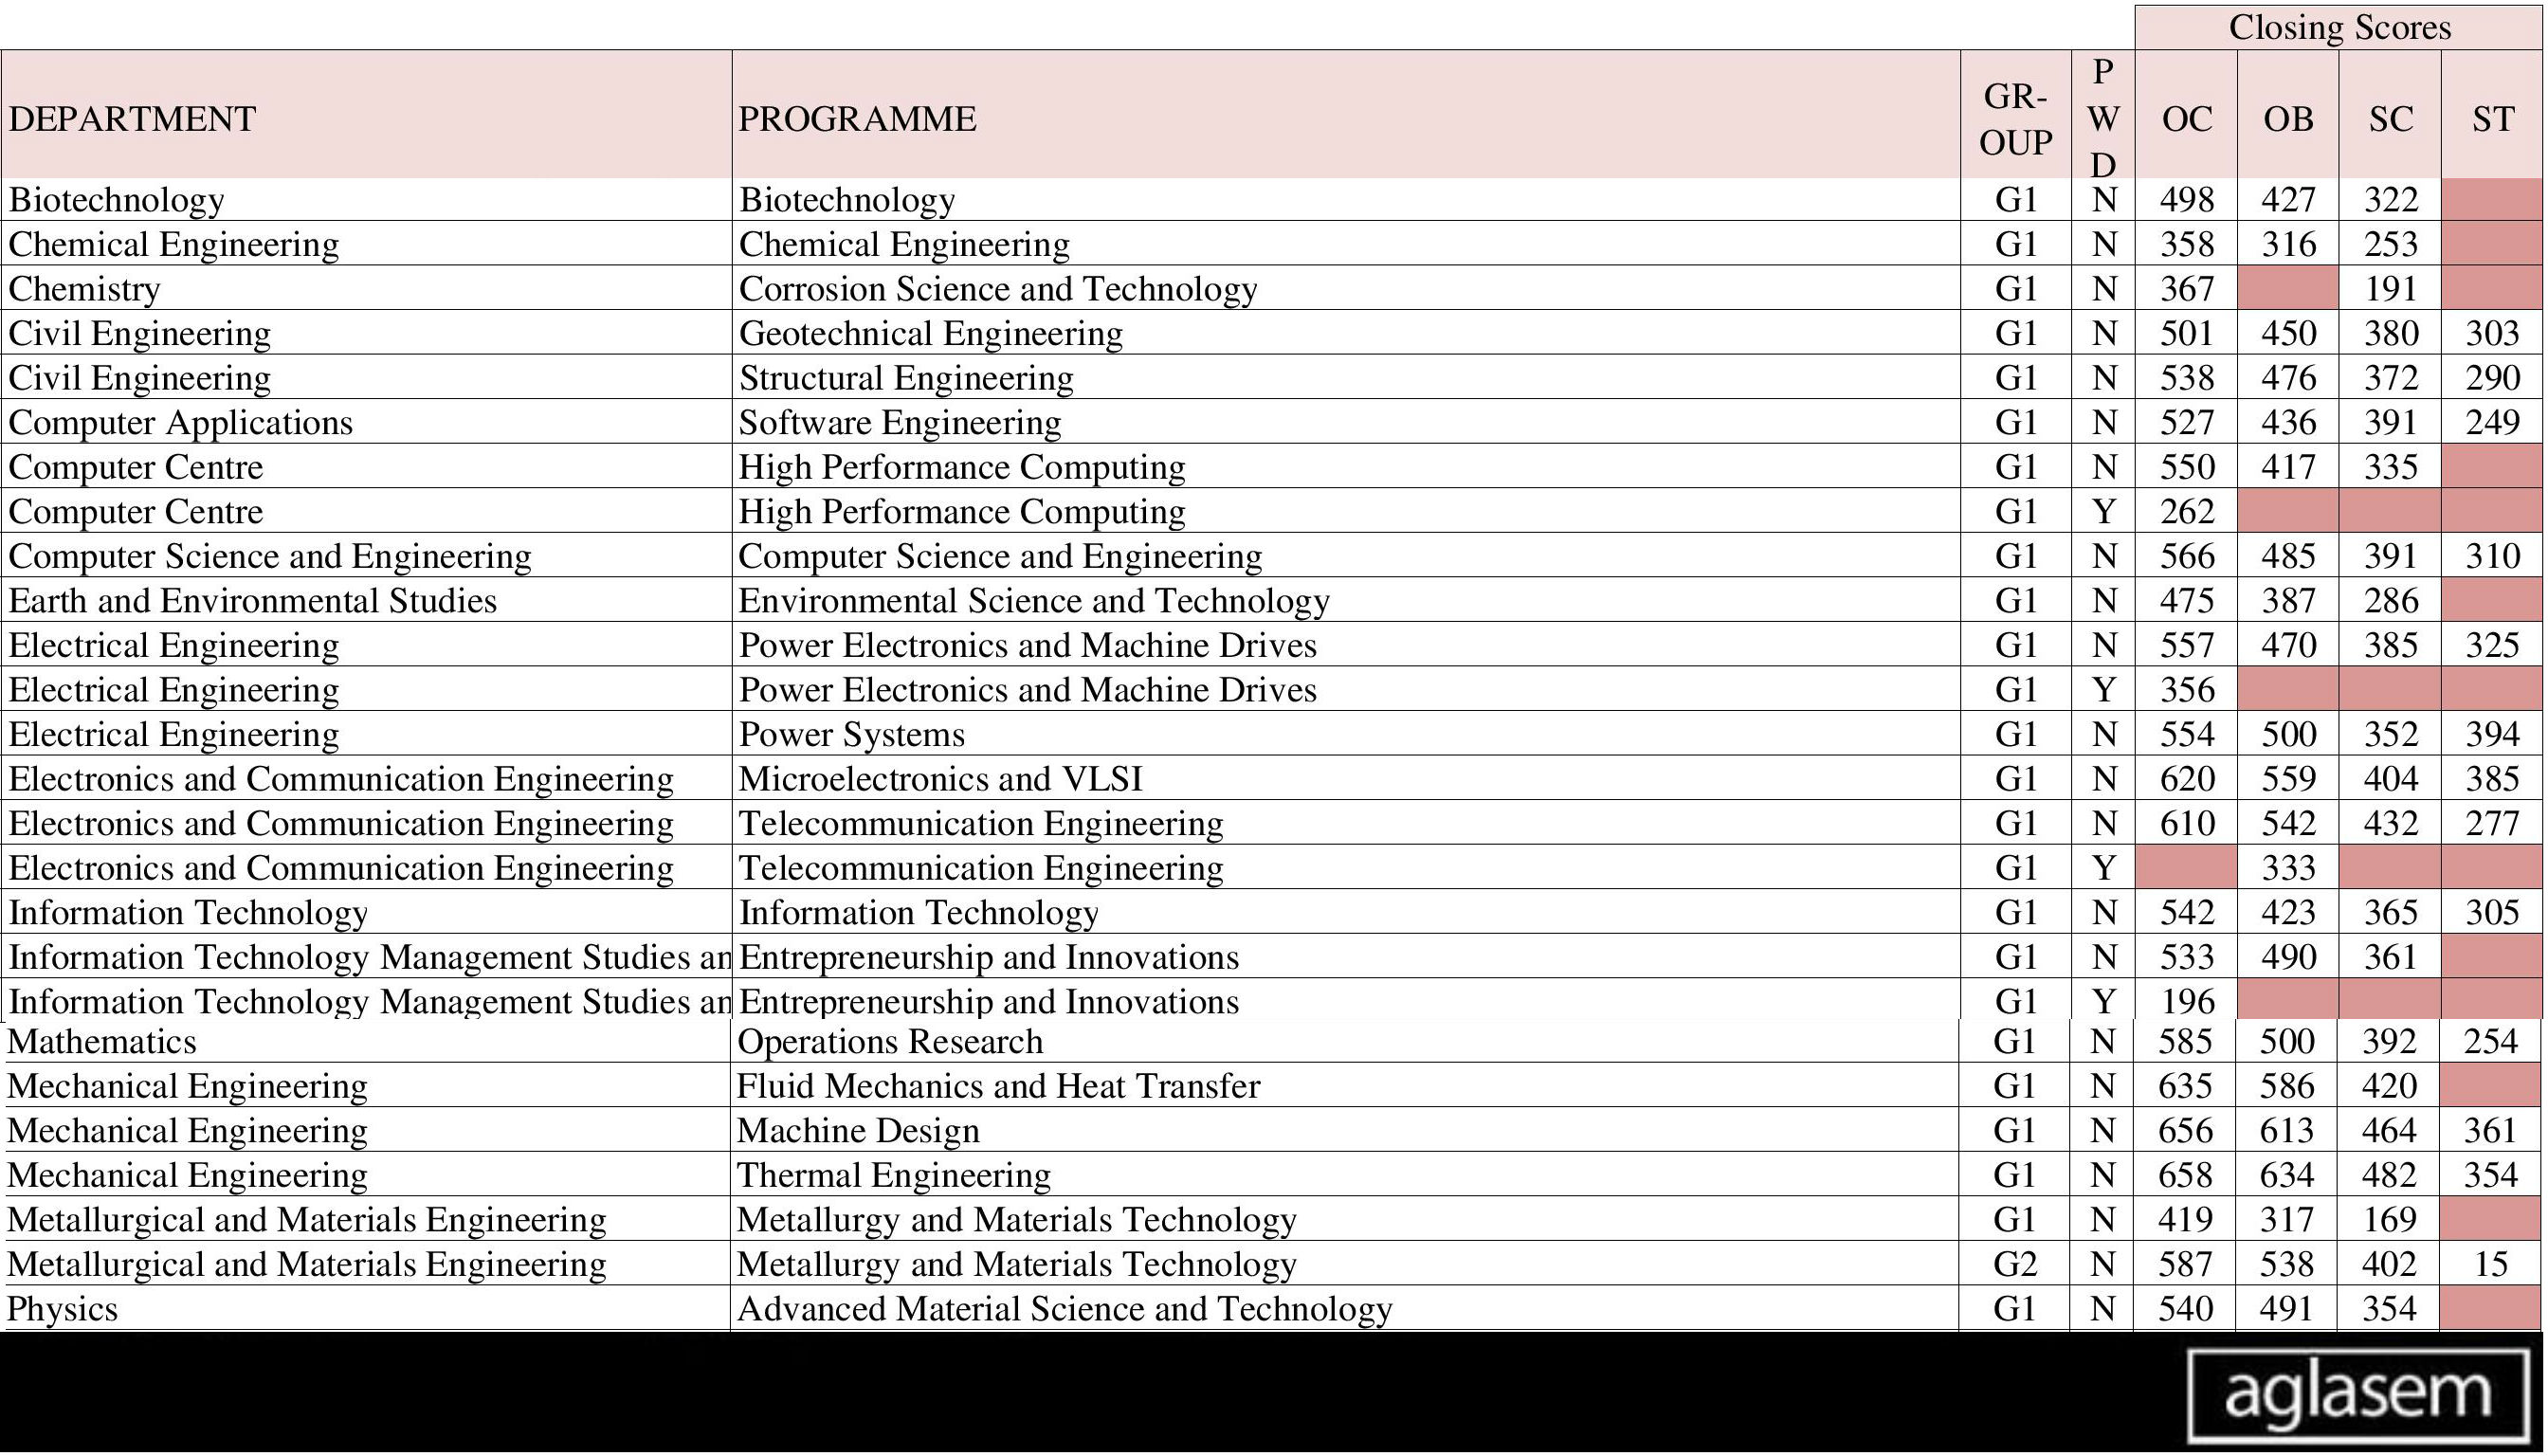 Closing Scores
DEPARTMENT PROGRAMME GR-OUP PWD OC OB SC ST
Biotechnology Biotechnology G1 N 498 427 322
Chemical Engineering Chemical Engineering G1 N 358 316 253
Chemistry Corrosion Science and Technology G1 N 367 191
Civil Engineering Geotechnical Engineering G1 N 501 450 380 303
Civil Engineering Structural Engineering G1 N 538 476 372 290
Computer Applications Software Engineering G1 N 527 436 391 249
Computer Centre High Performance Computing G1 N 550 417 335
Computer Centre High Performance Computing G1 Y 262
Computer Science and Engineering Computer Science and Engineering G1 N 566 485 391 310
Earth and Environmental Studies Environmental Science and Technology G1 N 475 387 286
Electrical Engineering Power Electronics and Machine Drives G1 N 557 470 385 325
Electrical Engineering Power Electronics and Machine Drives G1 Y 356
Electrical Engineering Power Systems G1 N 554 500 352 394
Electronics and Communication Engineering Microelectronics and VLSI G1 N 620 559 404 385
Electronics and Communication Engineering Telecommunication Engineering G1 N 610 542 432 277
Electronics and Communication Engineering Telecommunication Engineering G1 Y 333
Information Technology Information Technology G1 N 542 423 365 305
Information Technology Management Studies an Entrepreneurship and Innovations G1 N 533 490 361
Information Technology Management Studies an Entrepreneurship and Innovations G1 Y 196
Mathematics Operations Research G1 N 585 500 392 254
Mechanical Engineering Fluid Mechanics and Heat Transfer G1 N 635 586 420
Mechanical Engineering Machine Design G1 N 656 613 464 361
Mechanical Engineering Thermal Engineering G1 N 658 634 482 354
Metallurgical and Materials Engineering Metallurgy and Materials Technology G1 N 419 317 169
Metallurgical and Materials Engineering Metallurgy and Materials Technology G2 N 587 538 402 15
Physics Advanced Material Science and Technology G1 N 540 491 354
aglasem